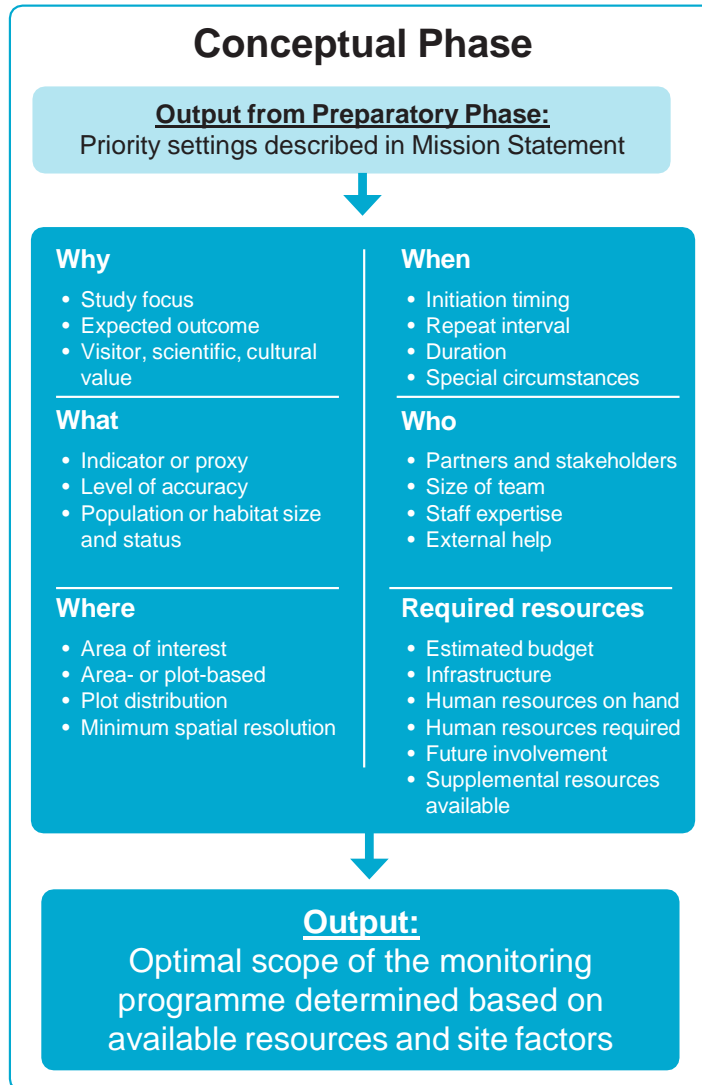 Conceptual Phase
Output from Preparatory Phase:
Priority settings described in Mission Statement
Why
• Study focus
• Expected outcome
• Visitor, scientific, cultural
value
What
• Indicator or proxy
• Level of accuracy
• Population or habitat size
and status
Where
• Area of interest
• Area- or plot-based
• Plot distribution
• Minimum spatial resolution
When
• Initiation timing
• Repeat interval
• Duration
• Special circumstances
Who
• Partners and stakeholders
• Size of team
• Staff expertise
• External help
Required resources
• Estimated budget
• Infrastructure
• Human resources on hand
• Human resources required
• Future involvement
• Supplemental resources
available
Output:
Optimal scope of the monitoring
programme determined based on
available resources and site factors